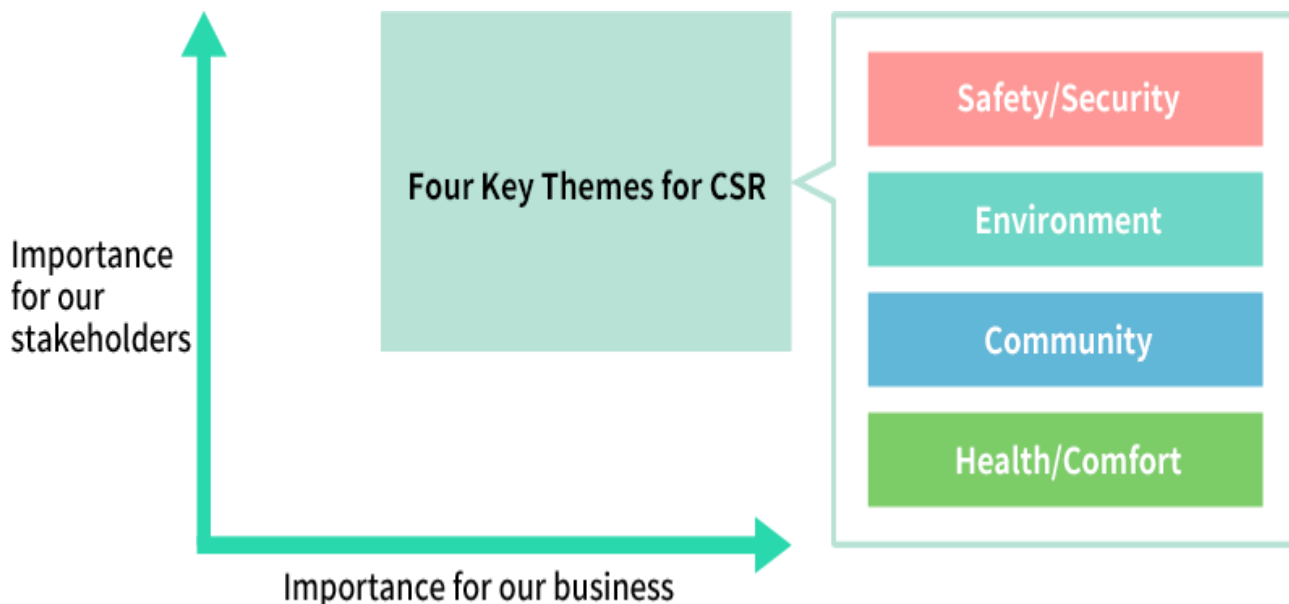 Four Key Themes for CSR
Safety/Security
Environment
Community
Health/Comfort
Importance
for our
stakeholders
Importance for our business